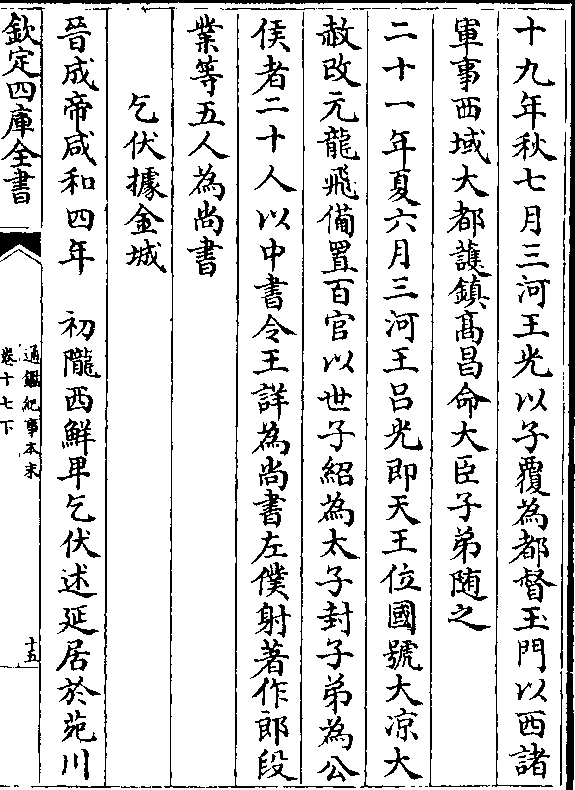 十九年秋七月三河王光以子覆為都督玉門以西諸
軍事西域大都護鎮髙昌命大臣子弟随之
二十一年夏六月三河王吕光即天王位國號大凉大
赦改元龍飛備置百官以世子紹為太子封子弟為公
侯者二十人以中書令王詳為尚書左僕射著作郎段
業等五人為尚書
乞伏據金城
晉成帝咸和四年　初隴西鮮卑乞伏述延居於苑川
欽定四庫全書
通鑑紀事本末
卷十七下
十五